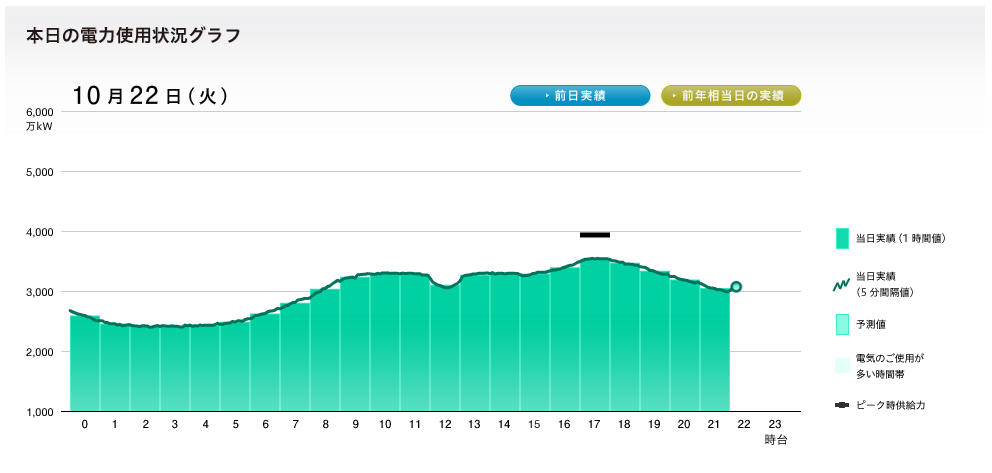 本日の電力使用状況グラフ
10月22日(火)
前日実績
前年相当日の実績
6,000
万kW
5,000
4,000
3,000
2,000
1,000
0 1 2 3 4 5 6 7 8 9 10 11 12 13 14 15 16 17 18 19 20 21 22 23
時台
当日実績(1時間値)
当日実績
(5分間隔値)
予測値
電気のご使用が
多い時間帯
ピーク時供給力